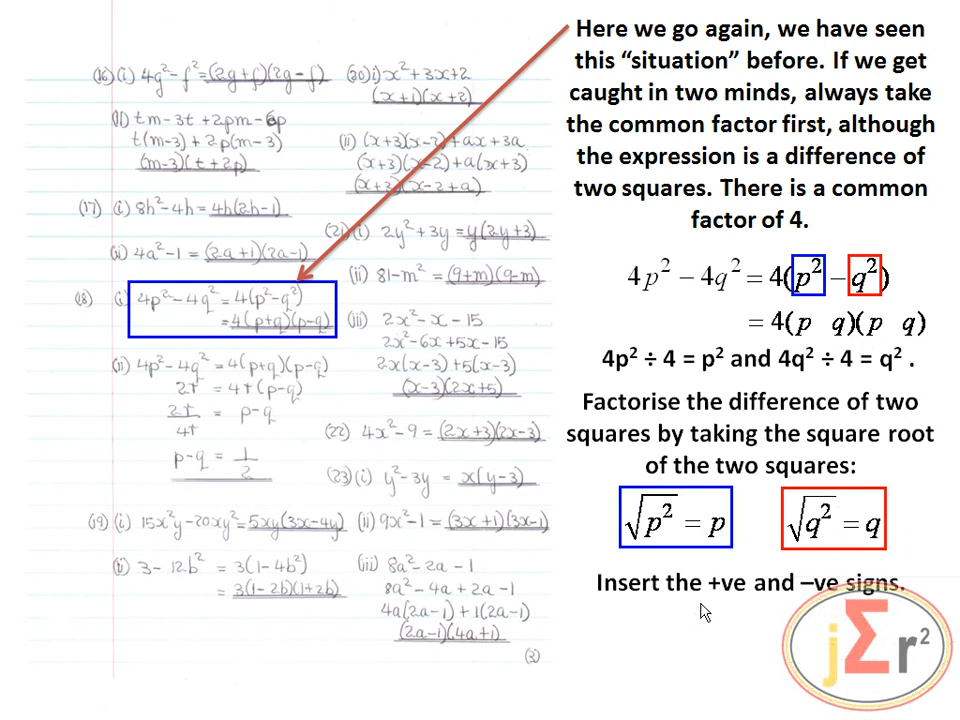 (16) (i) 4g² - f² = (2g+f)(2g-f)
(ii) tm - 3t + 2pm - 6p
t(m-3) + 2p(m-3)
(m-3)(t+2p)
(17) (i) 8h² - 4h = 4h(2h-1)
(ii) 4a² - 1 = (2a+1)(2a-1)
(18) (i) 4p² - 4q² = 4(p² - q²)
= 4(p+q)(p-q)
(ii) 4p² - 4q² = 4(p+q)(p-q)
2t = 4t(p-q)
2t/4t = p-q
p-q = 1/2
(19) (i) 15x²y - 20xy² = 5xy(3x-4y)
(ii) 3 - 12b² = 3(1-4b²)
= 3(1-2b)(1+2b)
(20) i) x² + 3x + 2
(x+1)(x+2)
(ii) (x+3)(x-2) + ax + 3a
(x+3)(x-2) + a(x+3)
(x+3)(x-2+a)
(21) (i) 2y² + 3y = y(2y+3)
(ii) 81 - m² = (9+m)(9-m)
(iii) 2x² - x - 15
2x² - 6x + 5x - 15
2x(x-3) + 5(x-3)
(x-3)(2x+5)
(22) 4x² - 9 = (2x+3)(2x-3)
(23) (i) y² - 3y = x(y-3)
(ii) 9x² - 1 = (3x+1)(3x-1)
(iii) 8a² - 2a - 1
8a² - 4a + 2a - 1
4a(2a-1) + 1(2a-1)
(2a-1)(4a+1)
(3)
Here we go again, we have seen
this “situation” before. If we get
caught in two minds, always take
the common factor first, although
the expression is a difference of
two squares. There is a common
factor of 4.
4p² - 4q² = 4(p² - q²)
= 4(p q)(p q)
4p² ÷ 4 = p² and 4q² ÷ 4 = q² .
Factorise the difference of two
squares by taking the square root
of the two squares:
√p² = p √q² = q
Insert the +ve and –ve signs.
jΣr²